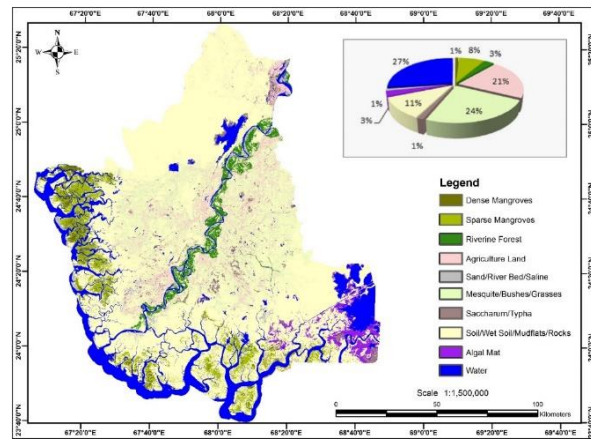 67°20'0"E 67°40'0"E 68°0'0"E 68°20'0"E 68°40'0"E 69°0'0"E 69°20'0"E 69°40'0"E
N
W E
S
25°20'0"N
25°0'0"N
24°40'0"N
24°20'0"N
24°0'0"N
23°40'0"N
27%
1%
8%
3%
21%
24%
1%
11%
3%
1%
Legend
Dense Mangroves
Sparse Mangroves
Riverine Forest
Agriculture Land
Sand/River Bed/Saline
Mesquite/Bushes/Grasses
Saccharum/Typha
Soil/Wet Soil/Mudflats/Rocks
Algal Mat
Water
Scale 1:1,500,000
0 50 100
Kilometers
67°20'0"E 67°40'0"E 68°0'0"E 68°20'0"E 68°40'0"E 69°0'0"E 69°20'0"E 69°40'0"E